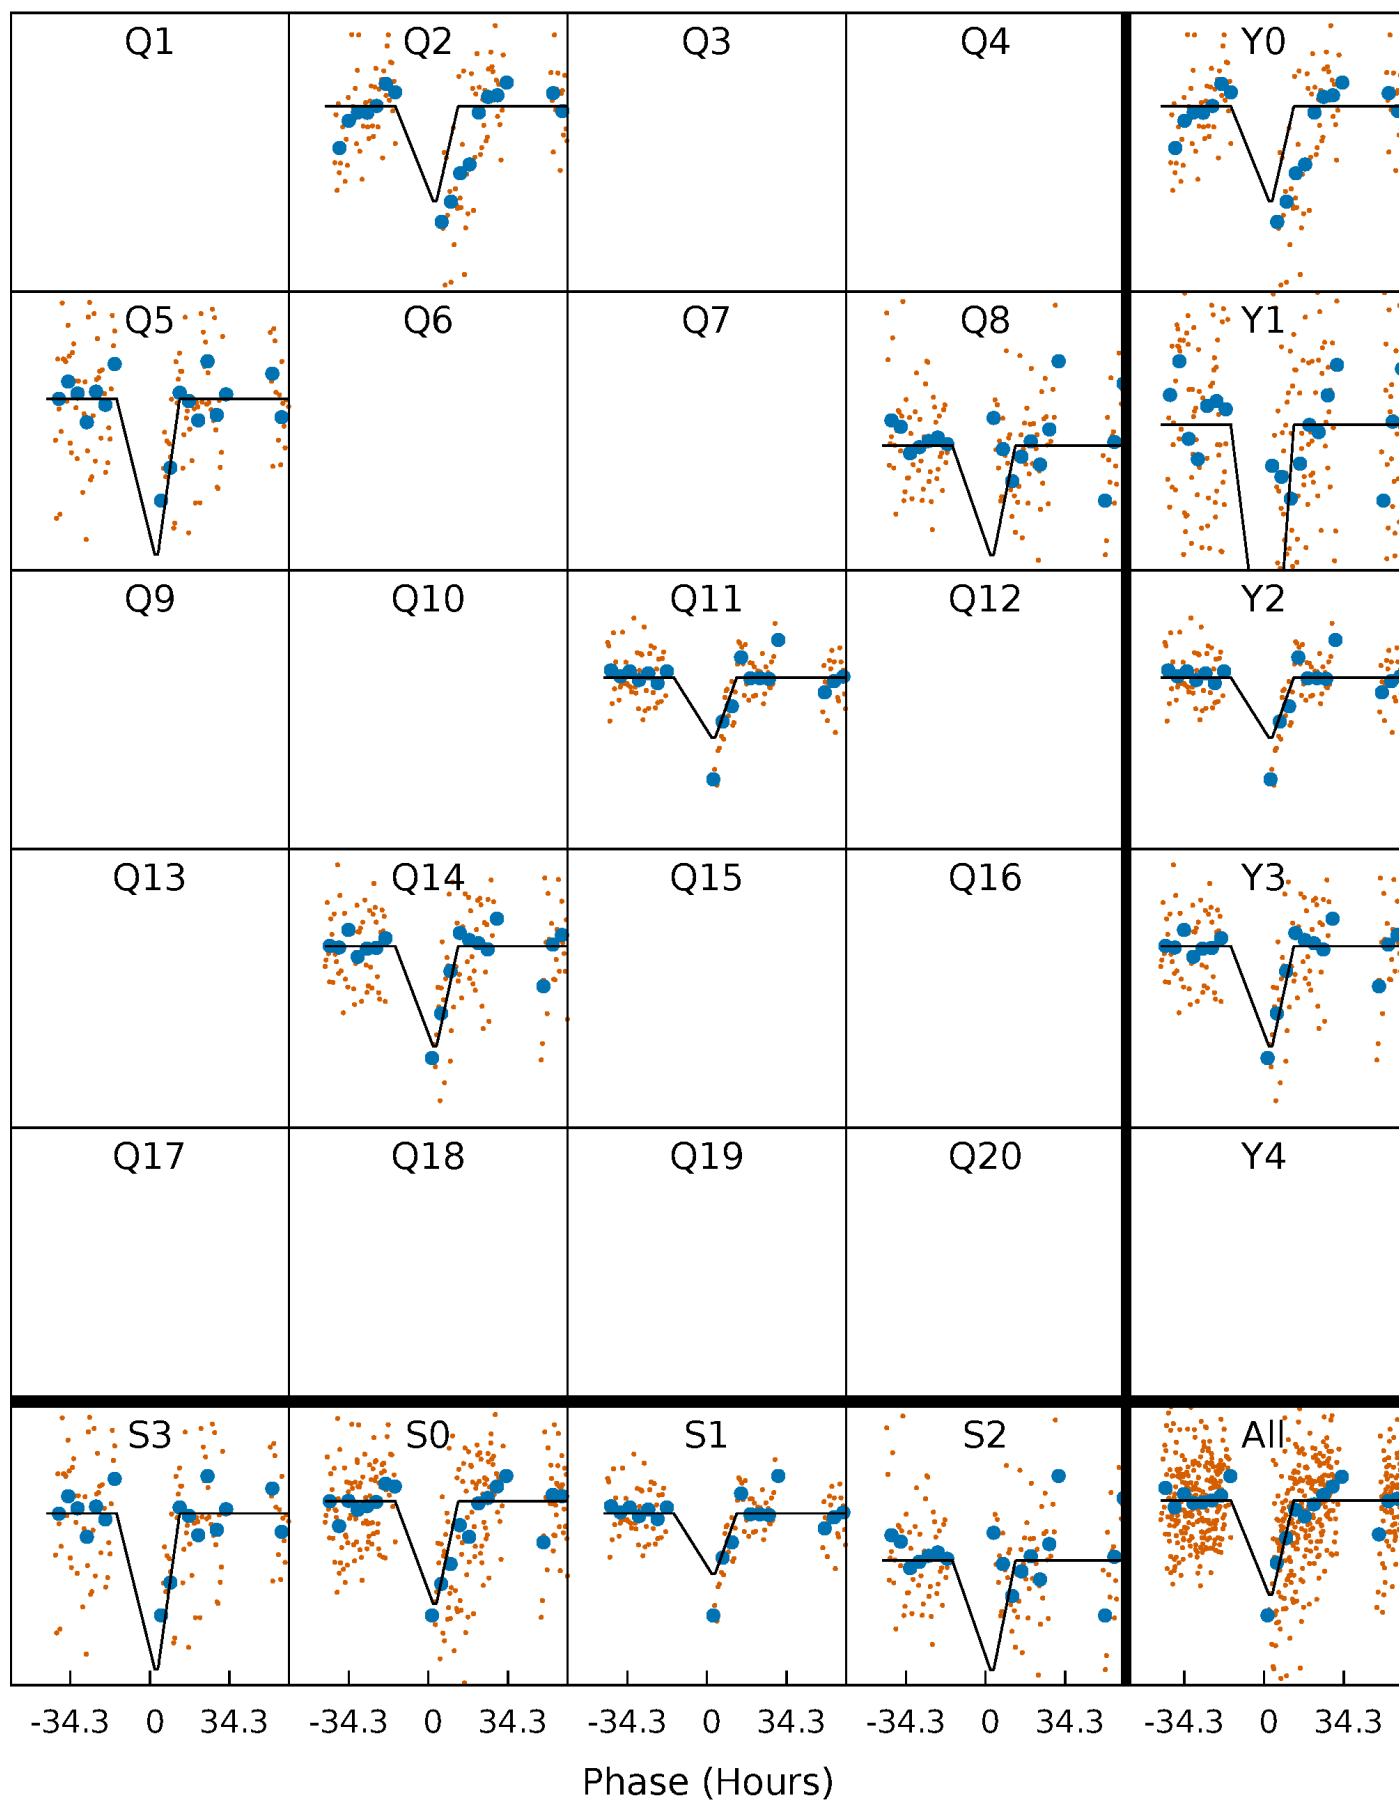 Q1 Q2 Q3 Q4 Y0
Q5 Q6 Q7 Q8 Y1
Q9 Q10 Q11 Q12 Y2
Q13 Q14 Q15 Q16 Y3
Q17 Q18 Q19 Q20 Y4
S3 S0 S1 S2 All
-34.3 0 34.3 -34.3 0 34.3 -34.3 0 34.3 -34.3 0 34.3 -34.3 0 34.3
Phase (Hours)